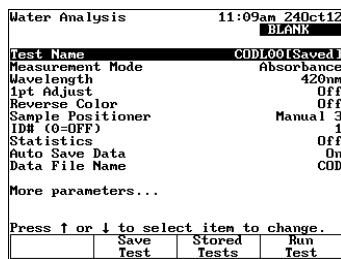 Water Analysis 11:09am 24Oct12
BLANK
Test Name CODL00[Saved]
Measurement Mode Absorbance
Wavelength 420nm
1pt Adjust Off
Reverse Color Off
Sample Positioner Manual 3
ID# (0=OFF) 1
Statistics Off
Auto Save Data On
Data File Name COD
More parameters...
Press ↑ or ↓ to select item to change.
Save Test Stored Tests Run Test